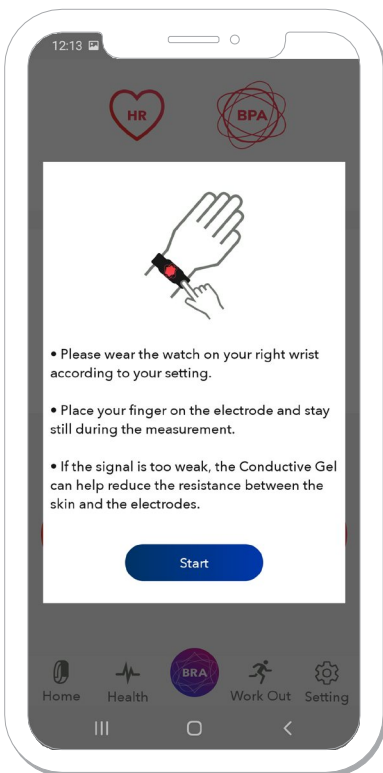 12:13
HR
BPA
• Please wear the watch on your right wrist
according to your setting.
• Place your finger on the electrode and stay
still during the measurement.
• If the signal is too weak, the Conductive Gel
can help reduce the resistance between the
skin and the electrodes.
Start
BRA
Home Health Work Out Setting